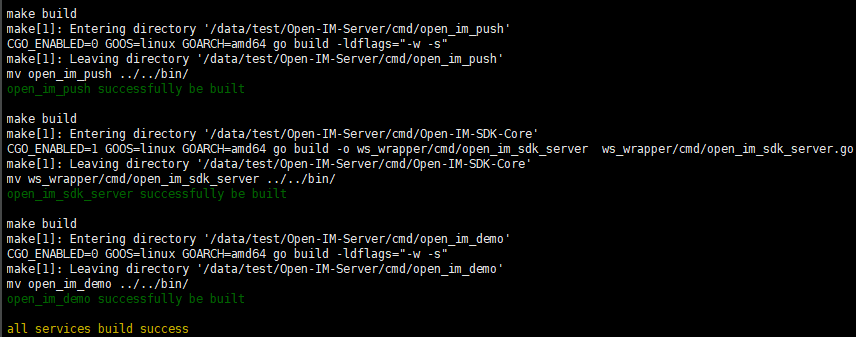 make build
make[1]: Entering directory '/data/test/Open-IM-Server/cmd/open_im_push'
CGO_ENABLED=0 GOOS=linux GOARCH=amd64 go build -ldflags="-w -s"
make[1]: Leaving directory '/data/test/Open-IM-Server/cmd/open_im_push'
mv open_im_push ../../bin/
open_im_push successfully be built
make build
make[1]: Entering directory '/data/test/Open-IM-Server/cmd/Open-IM-SDK-Core'
CGO_ENABLED=1 GOOS=linux GOARCH=amd64 go build -o ws_wrapper/cmd/open_im_sdk_server  ws_wrapper/cmd/open_im_sdk_server.go
make[1]: Leaving directory '/data/test/Open-IM-Server/cmd/Open-IM-SDK-Core'
mv ws_wrapper/cmd/open_im_sdk_server ../../bin/
open_im_sdk_server successfully be built
make build
make[1]: Entering directory '/data/test/Open-IM-Server/cmd/open_im_demo'
CGO_ENABLED=0 GOOS=linux GOARCH=amd64 go build -ldflags="-w -s"
make[1]: Leaving directory '/data/test/Open-IM-Server/cmd/open_im_demo'
mv open_im_demo ../../bin/
open_im_demo successfully be built
all services build success